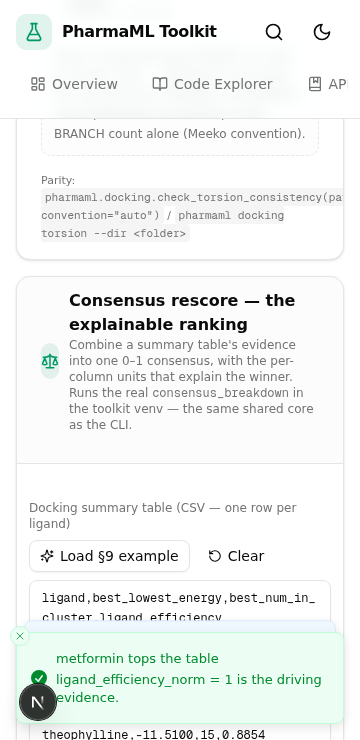 PharmaML Toolkit
Overview
Code Explorer
API
BRANCH count alone (Meeko convention).
Parity:
pharmaml.docking.check_torsion_consistency(pa
convention="auto") / pharmaml docking
torsion --dir <folder>
Consensus rescore — the
explainable ranking
Combine a summary table's evidence
into one 0–1 consensus, with the per-
column units that explain the winner.
Runs the real consensus_breakdown in
the toolkit venv — the same shared core
as the CLI.
Docking summary table (CSV — one row per
ligand)
Load §9 example
Clear
ligand,best_lowest_energy,best_num_in_
cluster,ligand_efficiency
metformin tops the table
ligand_efficiency_norm = 1 is the driving
evidence.
N
theophylline,-11.5100,15,0.8854